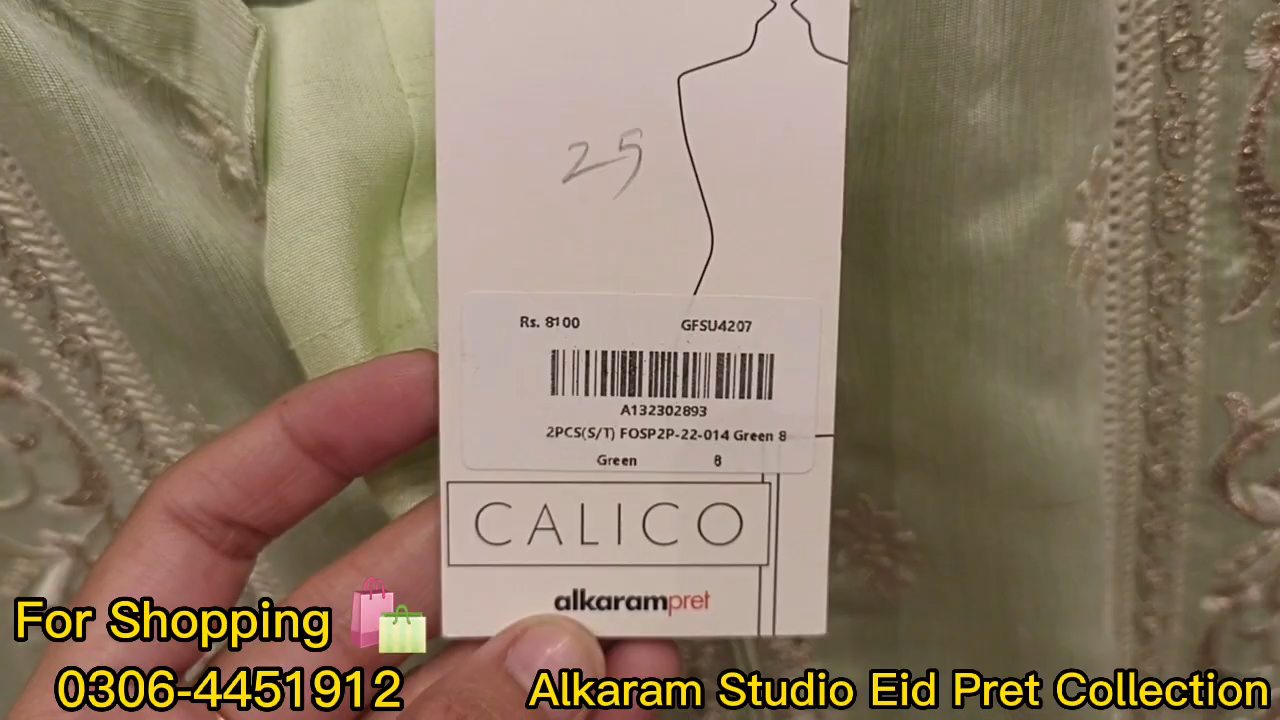 25
Rs. 8100 GFSU4207
A132302893
2PCS(S/T) FOSP2P-22-014 Green 8
Green 8
CALICO
alkarampret
For Shopping
0306-4451912
Alkaram Studio Eid Pret Collection